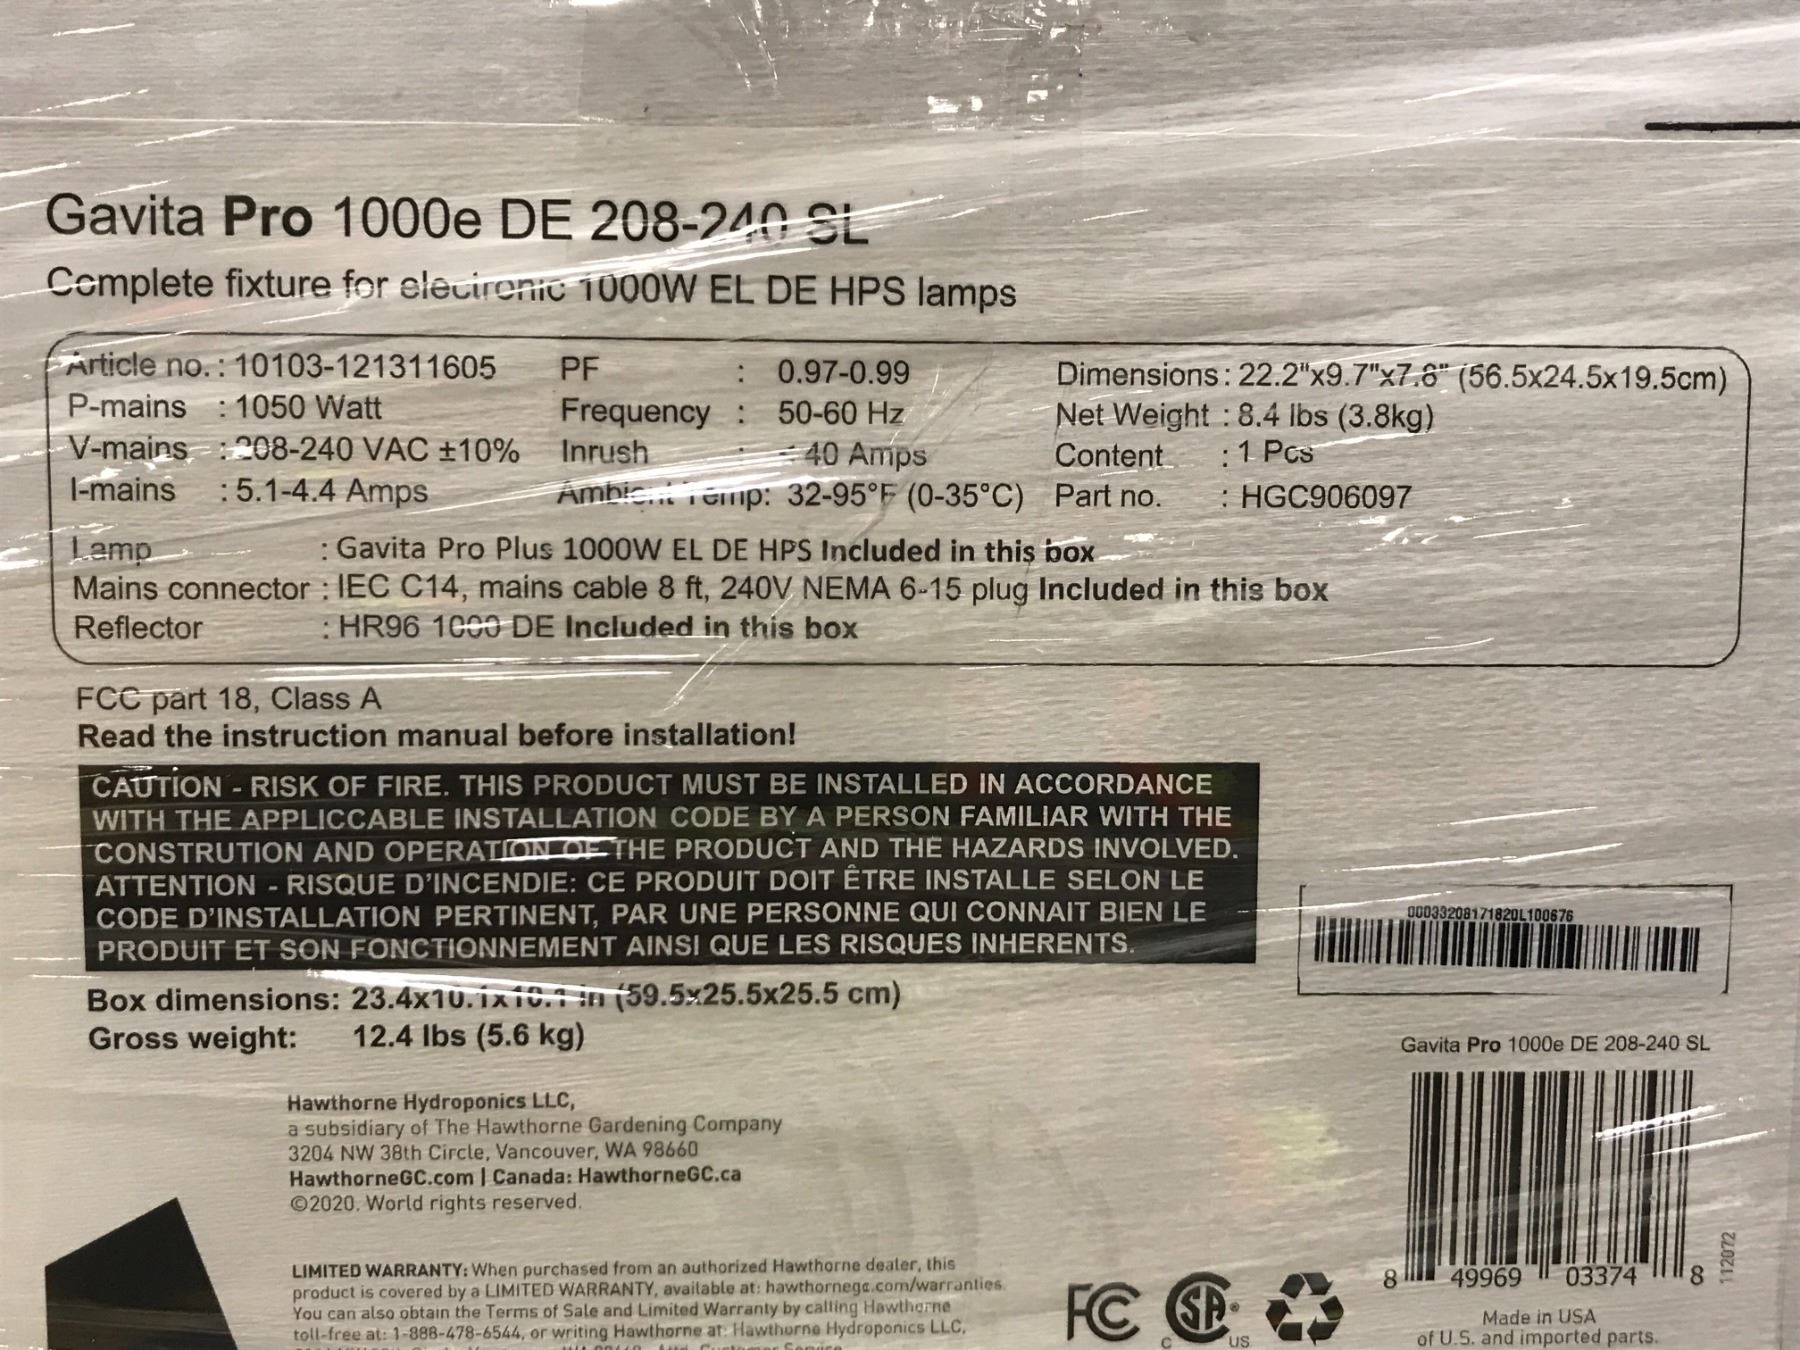 Gavita Pro 1000e DE 208-240 SL
Complete fixture for electronic 1000W EL DE HPS lamps
Article no. : 10103-121311605 PF : 0.97-0.99 Dimensions : 22.2"x9.7"x7.8" (56.5x24.5x19.5cm)
P-mains : 1050 Watt Frequency : 50-60 Hz Net Weight : 8.4 lbs (3.8kg)
V-mains : 208-240 VAC ±10% Inrush : < 40 Amps Content : 1 Pcs
I-mains : 5.1-4.4 Amps Ambient Temp: 32-95°F (0-35°C) Part no. : HGC906097
Lamp : Gavita Pro Plus 1000W EL DE HPS Included in this box
Mains connector : IEC C14, mains cable 8 ft, 240V NEMA 6-15 plug Included in this box
Reflector : HR96 1000 DE Included in this box
FCC part 18, Class A
Read the instruction manual before installation!
CAUTION - RISK OF FIRE. THIS PRODUCT MUST BE INSTALLED IN ACCORDANCE
WITH THE APPLICCABLE INSTALLATION CODE BY A PERSON FAMILIAR WITH THE
CONSTRUTION AND OPERATION OF THE PRODUCT AND THE HAZARDS INVOLVED.
ATTENTION - RISQUE D'INCENDIE: CE PRODUIT DOIT ÊTRE INSTALLE SELON LE
CODE D'INSTALLATION PERTINENT, PAR UNE PERSONNE QUI CONNAIT BIEN LE
PRODUIT ET SON FONCTIONNEMENT AINSI QUE LES RISQUES INHERENTS.
00033208171820L100676
Box dimensions: 23.4x10.1x10.1 in (59.5x25.5x25.5 cm)
Gross weight: 12.4 lbs (5.6 kg)
Gavita Pro 1000e DE 208-240 SL
Hawthorne Hydroponics LLC,
a subsidiary of The Hawthorne Gardening Company
3204 NW 38th Circle, Vancouver, WA 98660
HawthorneGC.com | Canada: HawthorneGC.ca
©2020. World rights reserved.
LIMITED WARRANTY: When purchased from an authorized Hawthorne dealer, this
product is covered by a LIMITED WARRANTY, available at: hawthornegc.com/warranties.
You can also obtain the Terms of Sale and Limited Warranty by calling Hawthorne
toll-free at: 1-888-478-6544, or writing Hawthorne at: Hawthorne Hydroponics LLC,
FC SA® C US
8 49969 03374 8
112072
Made in USA
of U.S. and imported parts.